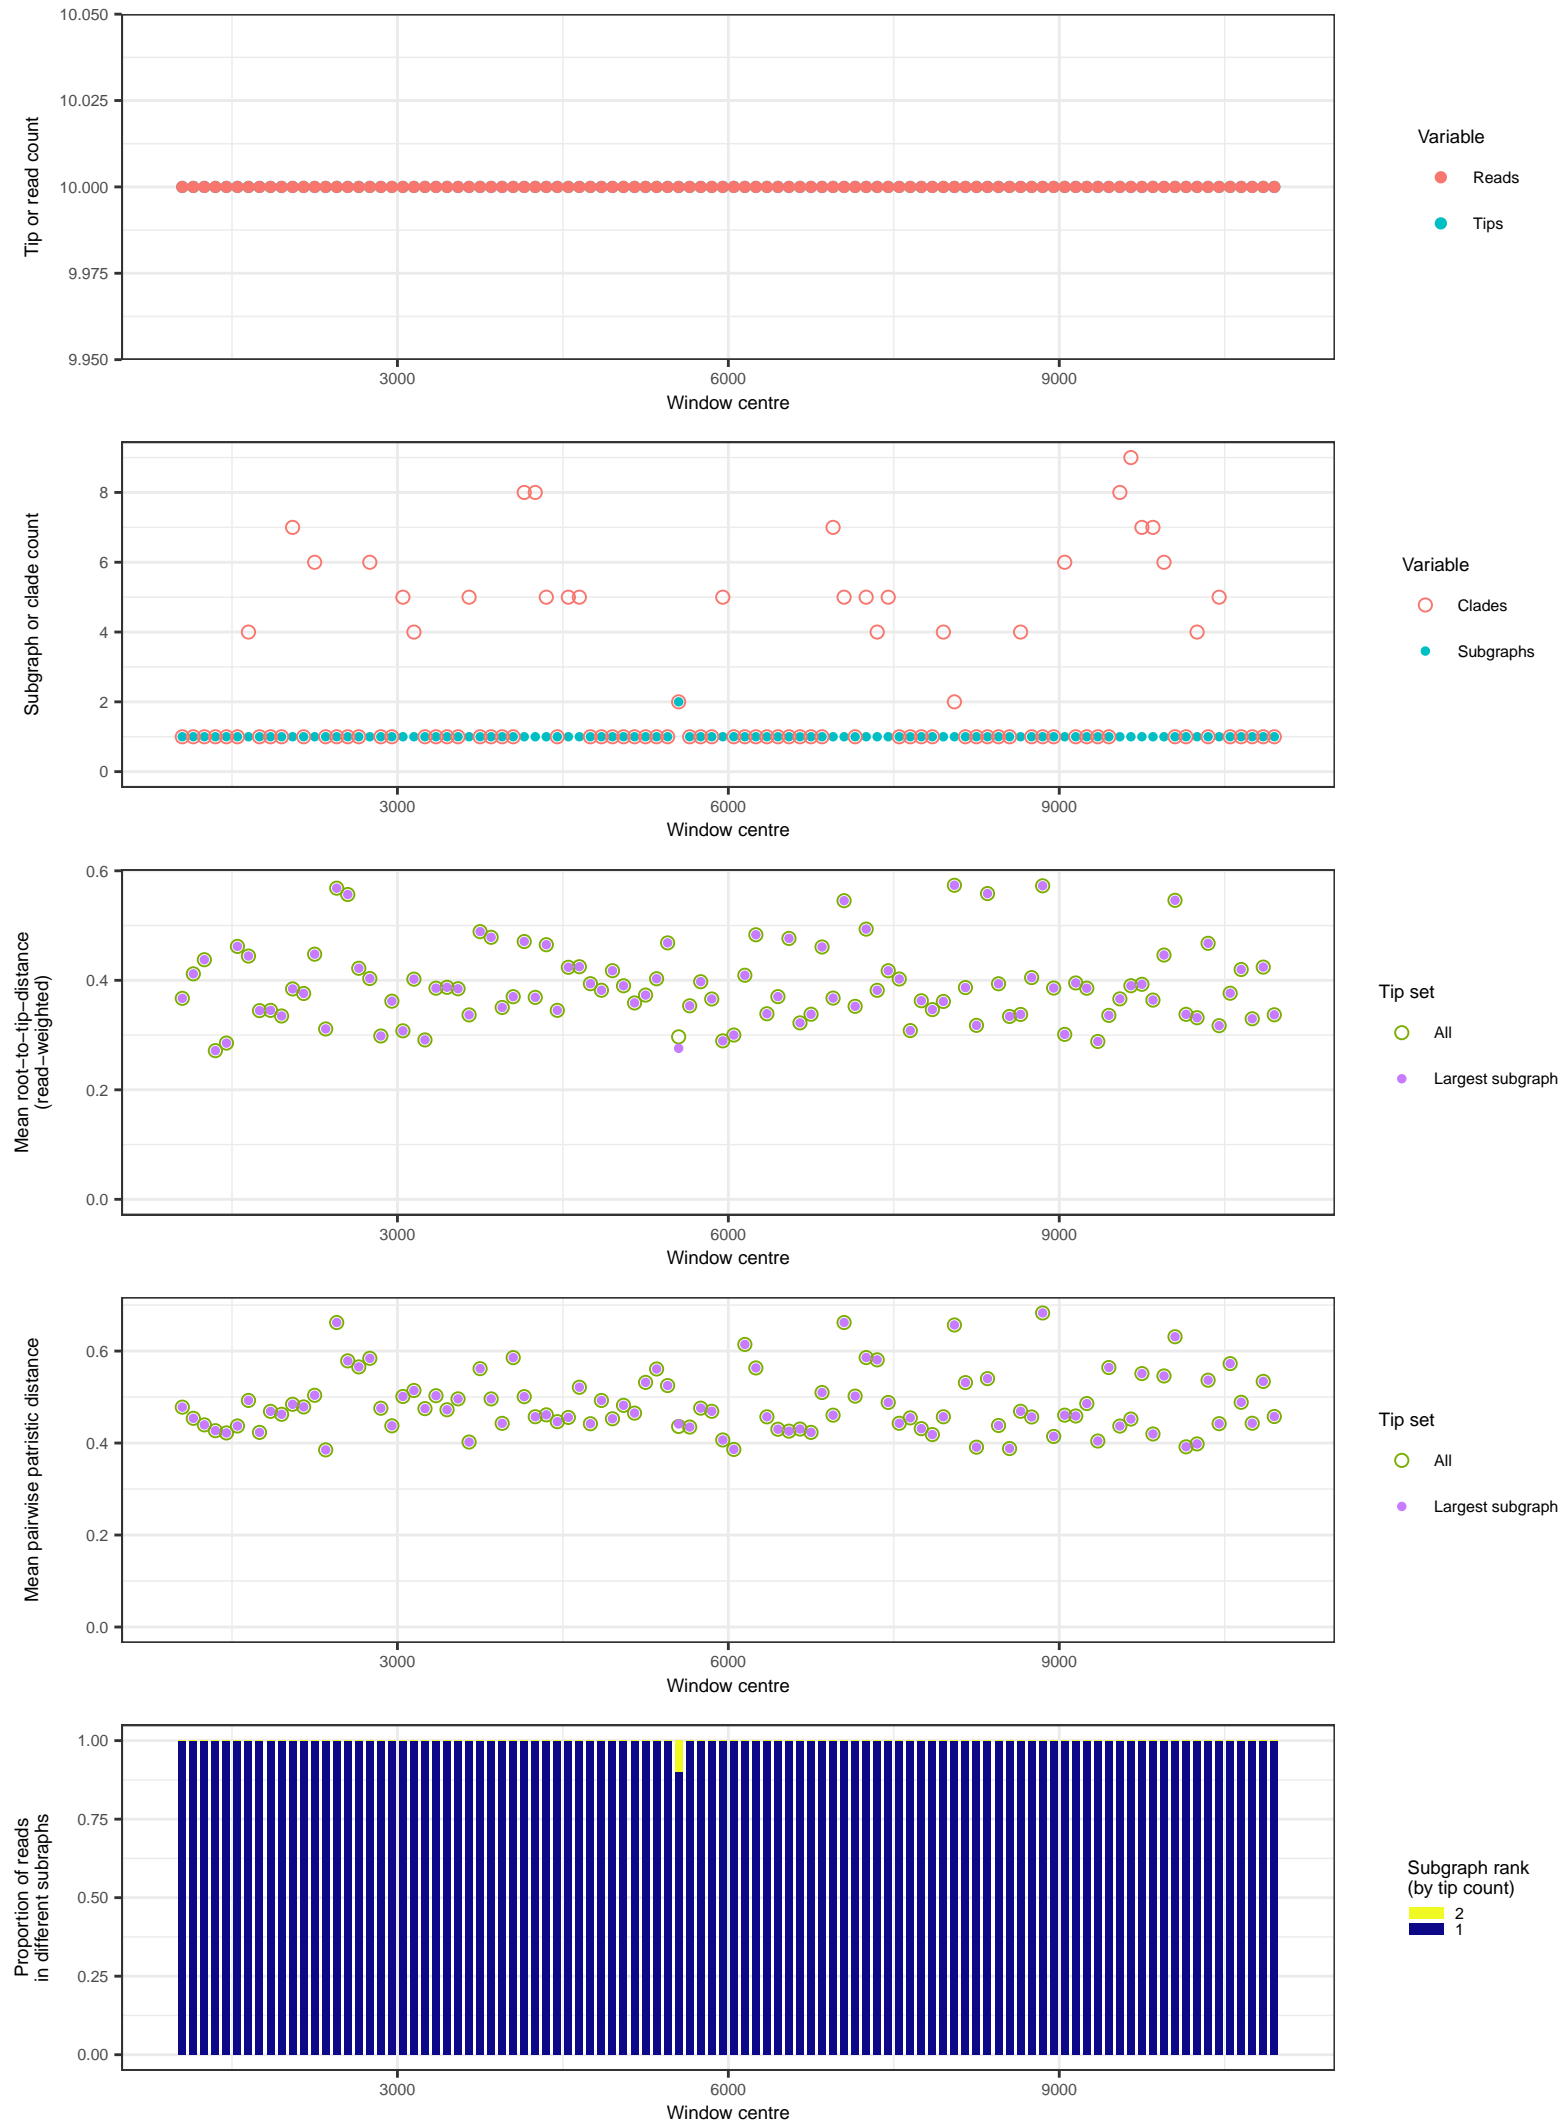 10.050
10.025
10.000
9.975
9.950
Tip or read count
3000
6000
9000
Window centre
Variable
Reads
Tips
8
6
4
2
0
Subgraph or clade count
3000
6000
9000
Window centre
Variable
Clades
Subgraphs
0.6
0.4
0.2
0.0
Mean root−to−tip−distance
(read−weighted)
3000
6000
9000
Window centre
Tip set
All
Largest subgraph
0.6
0.4
0.2
0.0
Mean pairwise patristic distance
3000
6000
9000
Window centre
Tip set
All
Largest subgraph
1.00
0.75
0.50
0.25
0.00
Proportion of reads
in different subraphs
3000
6000
9000
Window centre
Subgraph rank
(by tip count)
2
1